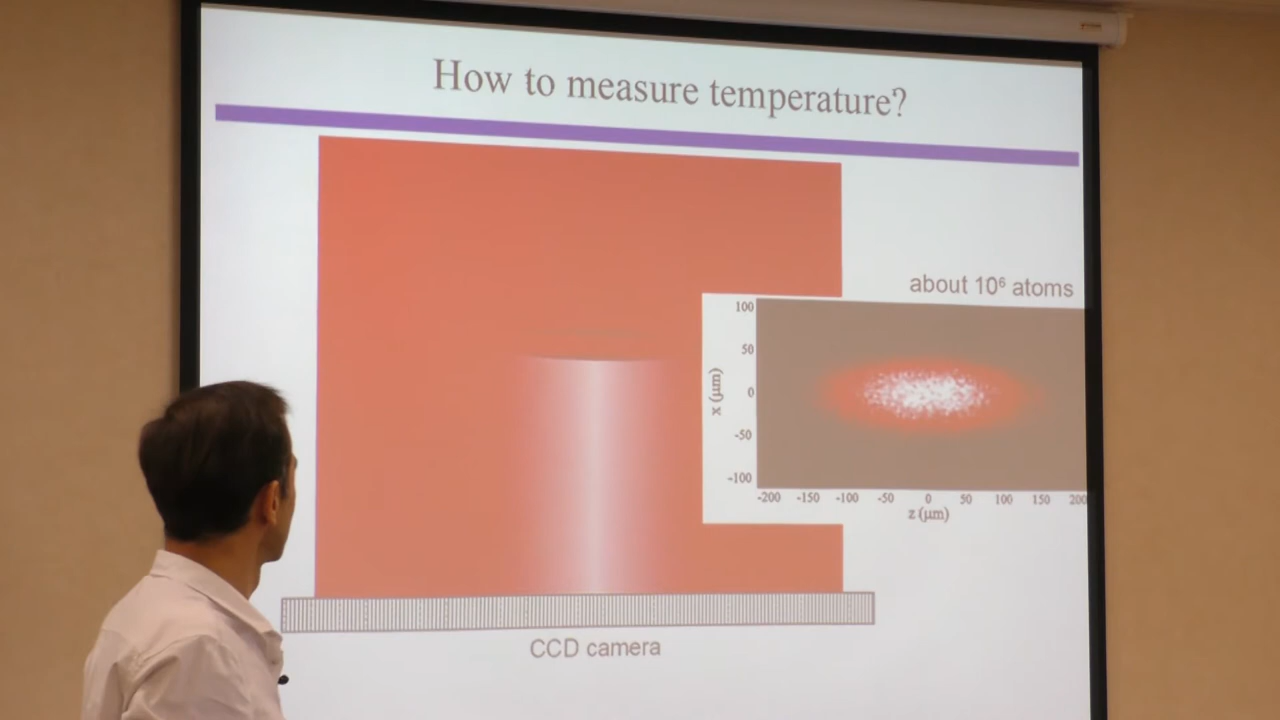 How to measure temperature?
about 10⁶ atoms
100
50
0
-50
-100
x (μm)
-200 -150 -100 -50 0 50 100 150 200
z (μm)
CCD camera